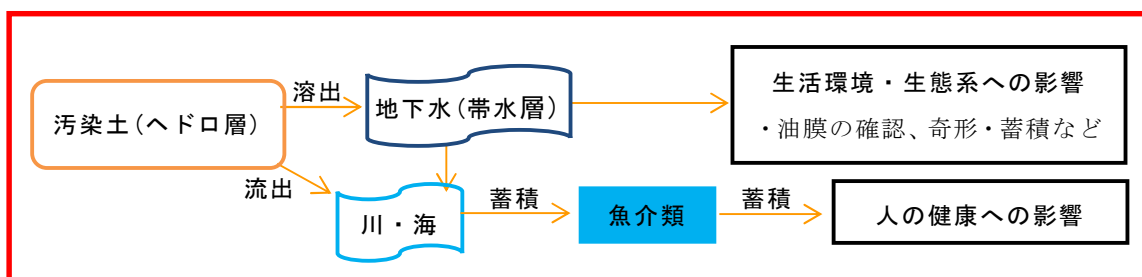 汚染土(ヘドロ層)
溶出
地下水(帯水層)
生活環境・生態系への影響
・油膜の確認、奇形・蓄積など
流出
川・海
蓄積
魚介類
蓄積
人の健康への影響